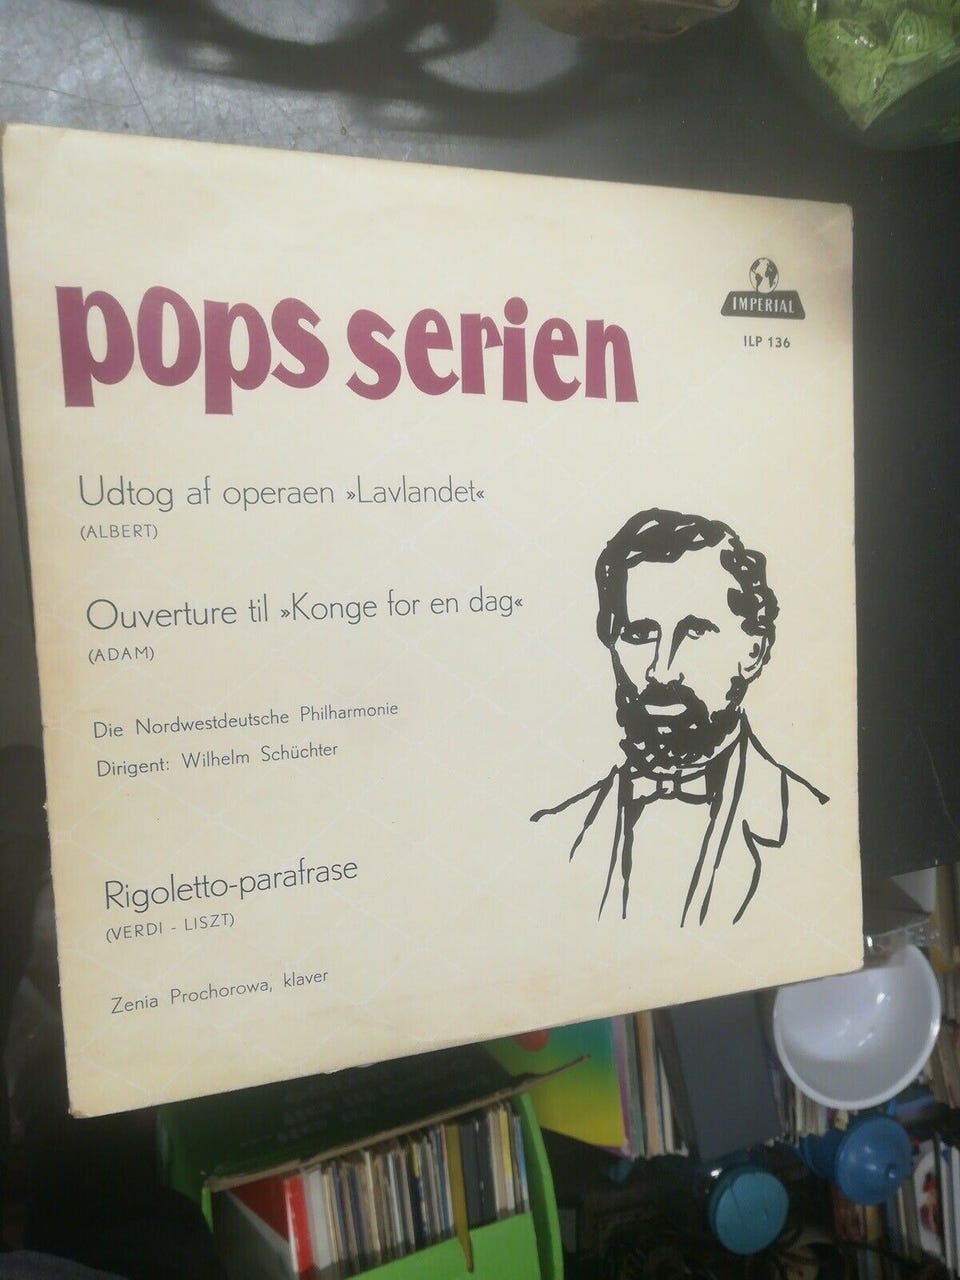 pops serien
IMPERIAL
ILP 136
Udtog af operaen »Lavlandet«
(ALBERT)
Ouverture til »Konge for en dag«
(ADAM)
Die Nordwestdeutsche Philharmonie
Dirigent: Wilhelm Schüchter
Rigoletto-parafrase
(VERDI - LISZT)
Zenia Prochorowa, klaver